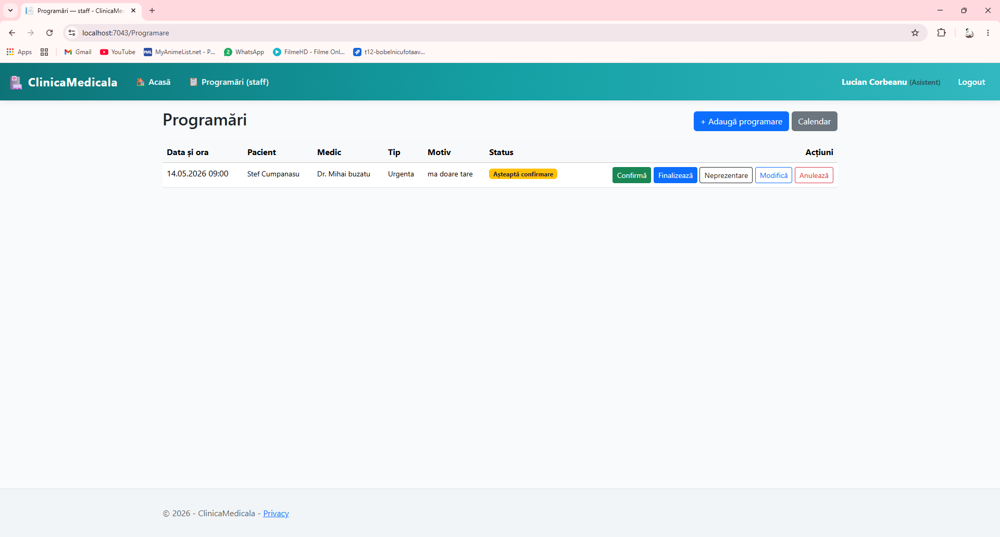 Programări — staff - ClinicaMe
localhost:7043/Programare
Apps
Gmail
YouTube
MAL MyAnimeList.net - P...
2 WhatsApp
FilmeHD - Filme Onl...
t12-bobelnicufotaav...
ClinicaMedicala
Acasă
Programări (staff)
Lucian Corbeanu (Asistent)
Logout
Programări
+ Adaugă programare
Calendar
Data și ora Pacient Medic Tip Motiv Status Acțiuni
14.05.2026 09:00 Stef Cumpanasu Dr. Mihai buzatu Urgenta ma doare tare Așteaptă confirmare Confirmă Finalizează Neprezentare Modifică Anulează
© 2026 - ClinicaMedicala - Privacy